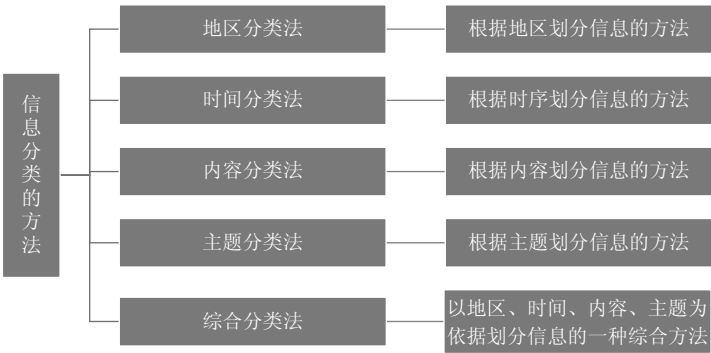 信息分类的方法
地区分类法
根据地区划分信息的方法
时间分类法
根据时序划分信息的方法
内容分类法
根据内容划分信息的方法
主题分类法
根据主题划分信息的方法
综合分类法
以地区、时间、内容、主题为
依据划分信息的一种综合方法